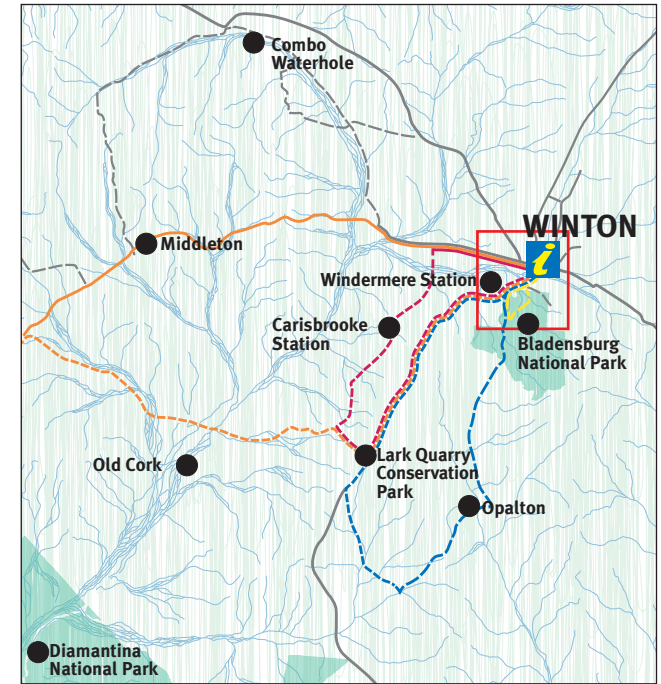 Combo
Waterhole
WINTON
i
Middleton
Windermere Station
Carisbrooke
Station
Bladensburg
National Park
Old Cork
Lark Quarry
Conservation
Park
Opalton
Diamantina
National Park